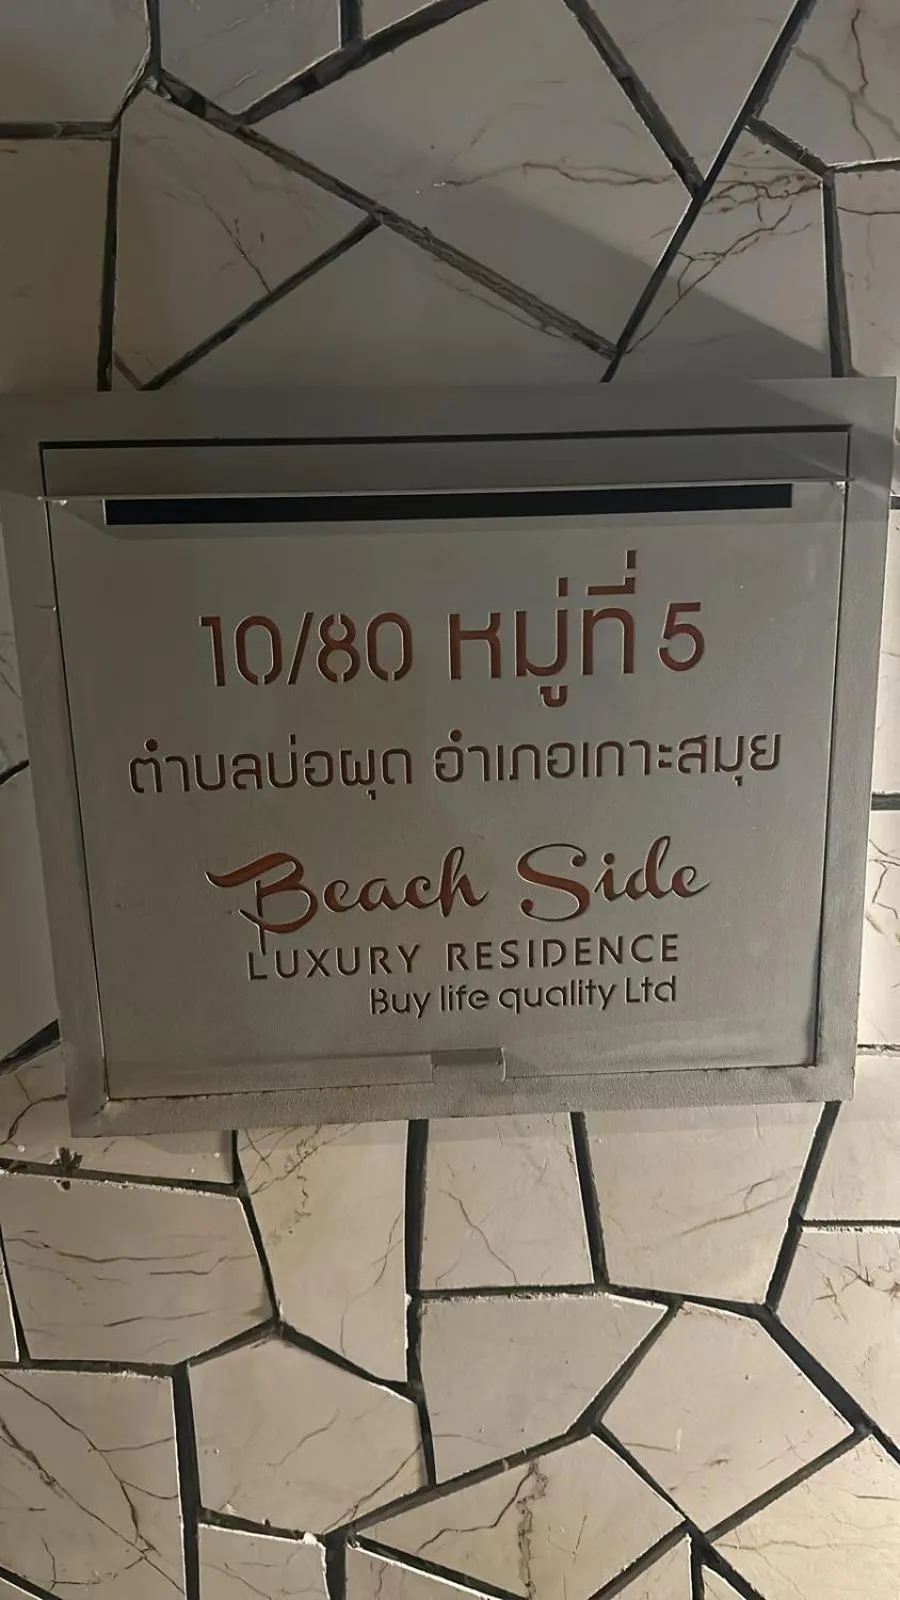 10/80 หมู่ที่ 5
ตำบลบ่อผุด อำเภอเกาะสมุย
Beach Side
LUXURY RESIDENCE
Buy life quality Ltd